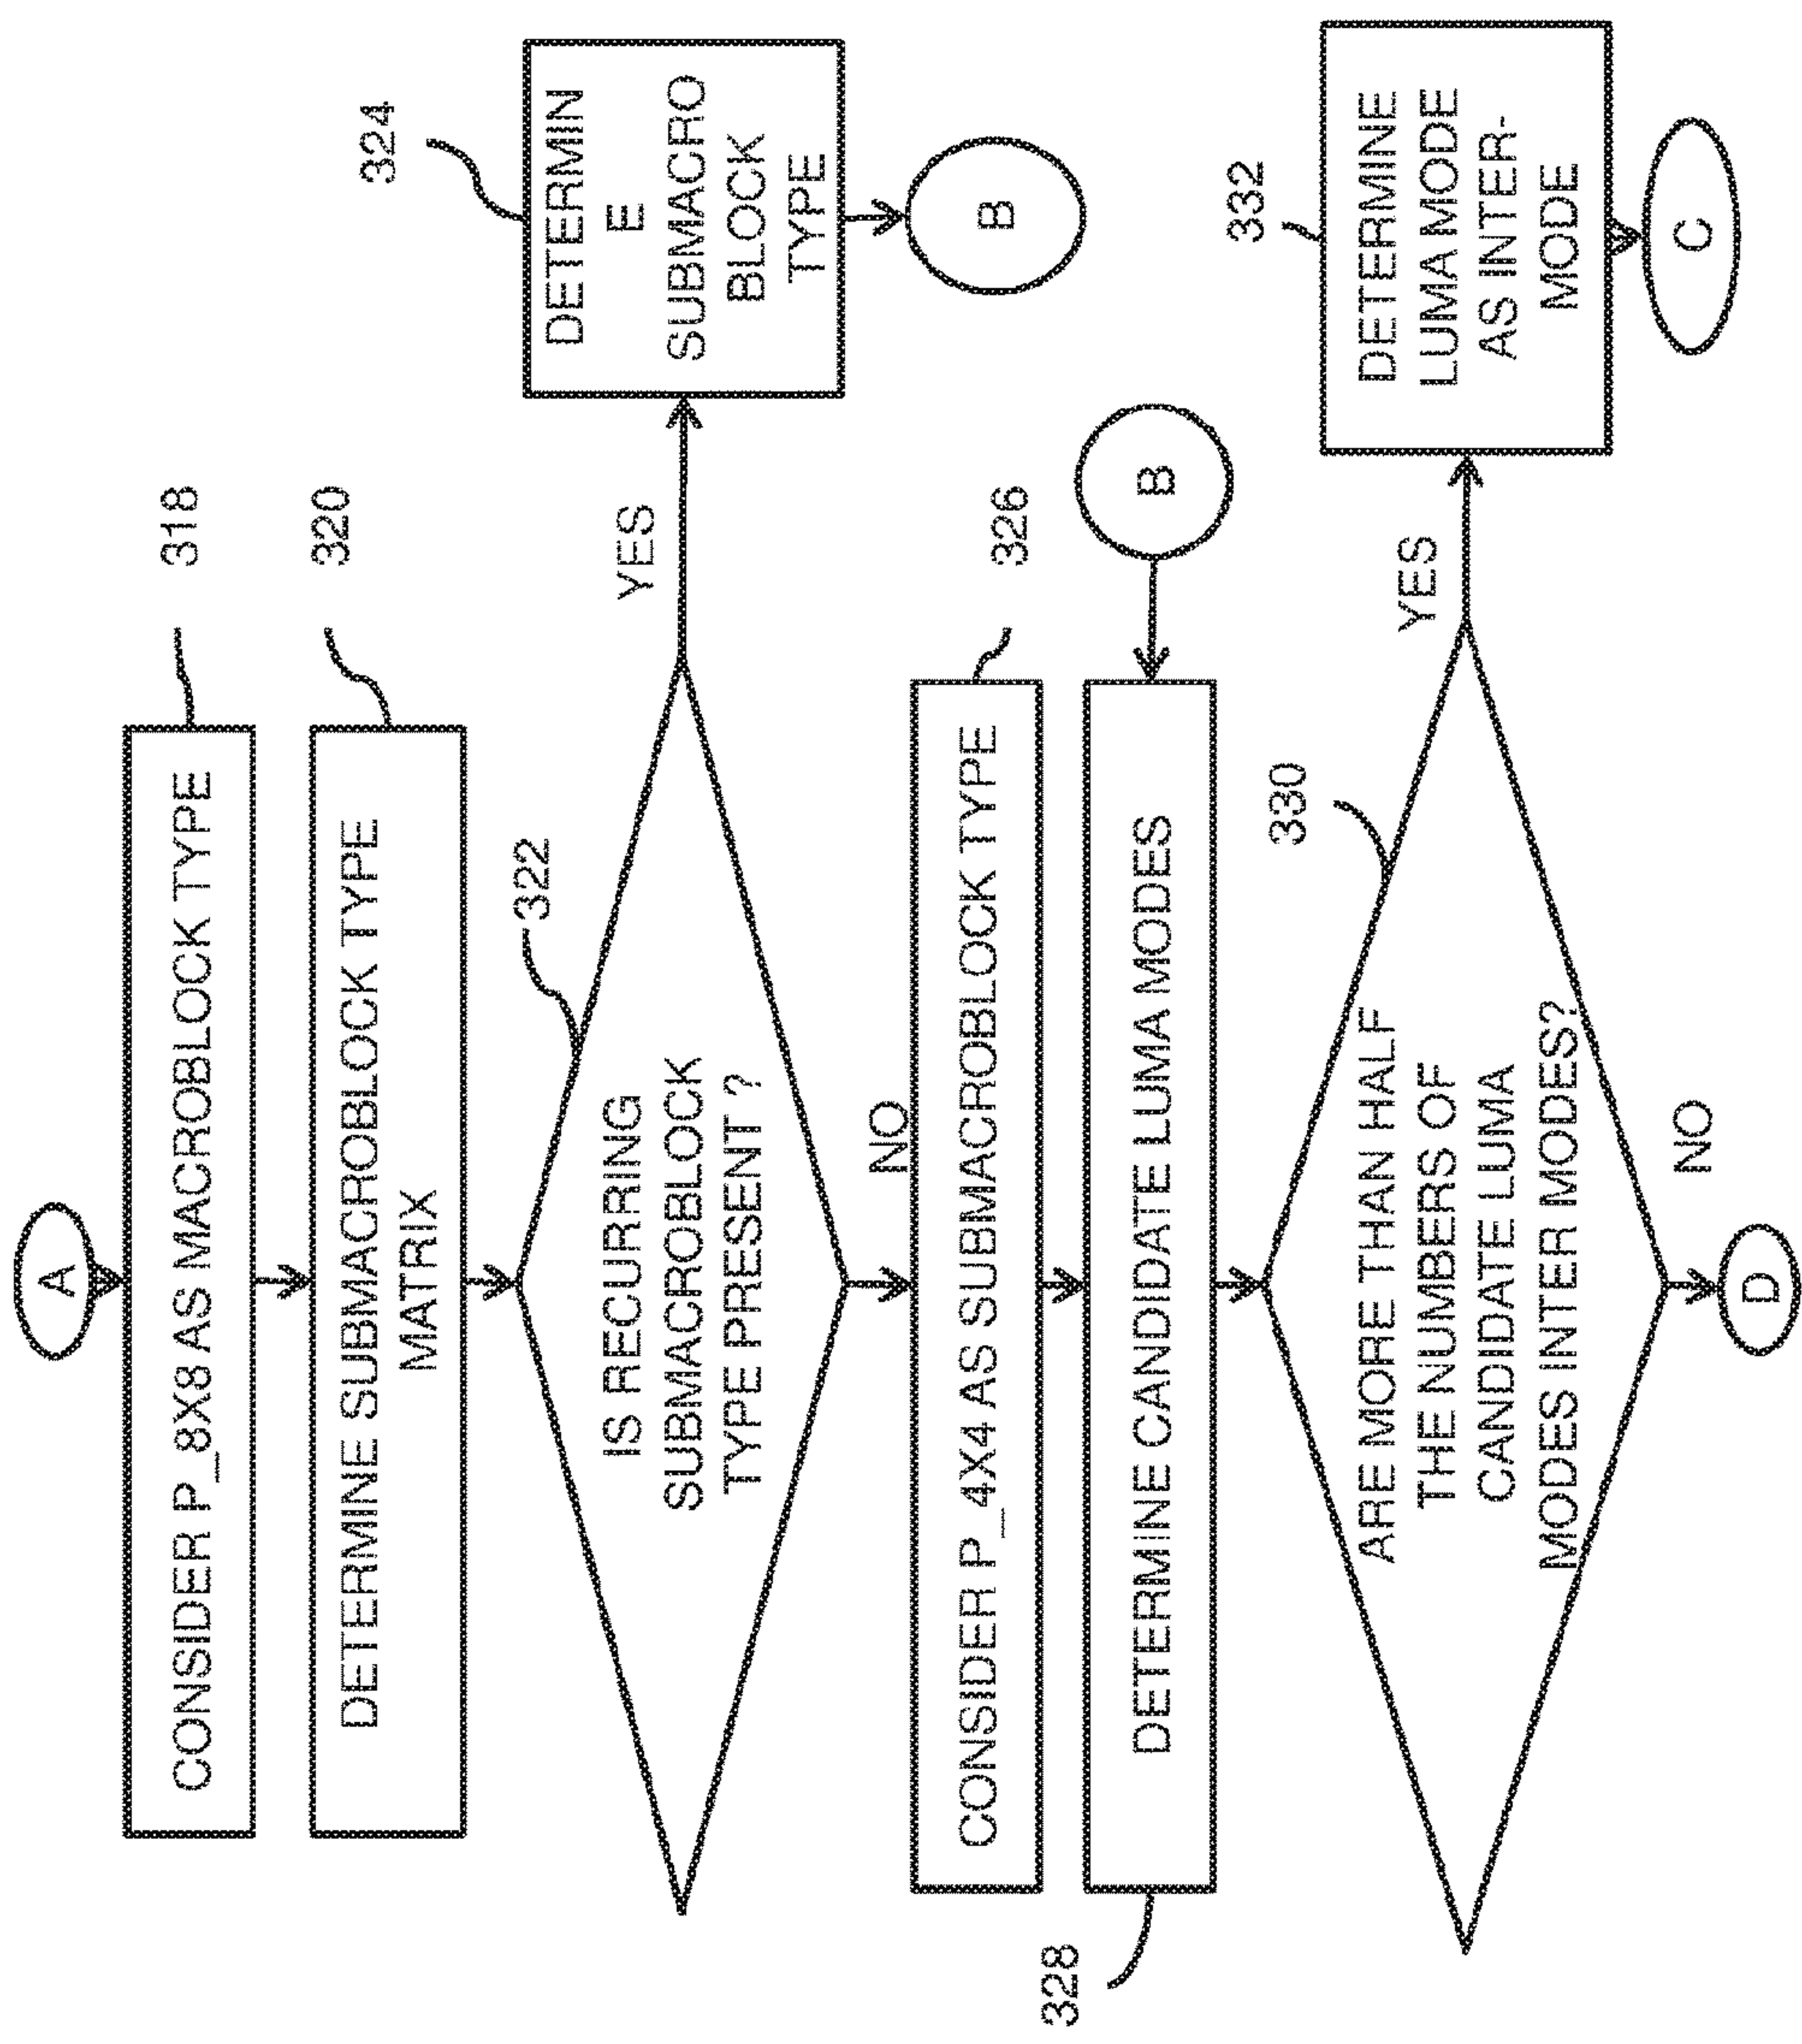 A
318
CONSIDER P_8X8 AS MACROBLOCK TYPE
320
DETERMINE SUBMACROBLOCK TYPE
MATRIX
322
IS RECURRING
SUBMACROBLOCK
TYPE PRESENT ?
YES
324
DETERMIN
E
SUBMACRO
BLOCK
TYPE
B
NO
326
CONSIDER P_4X4 AS SUBMACROBLOCK TYPE
B
328
DETERMINE CANDIDATE LUMA MODES
330
ARE MORE THAN HALF
THE NUMBERS OF
CANDIDATE LUMA
MODES INTER MODES?
YES
332
DETERMINE
LUMA MODE
AS INTER-
MODE
C
NO
D